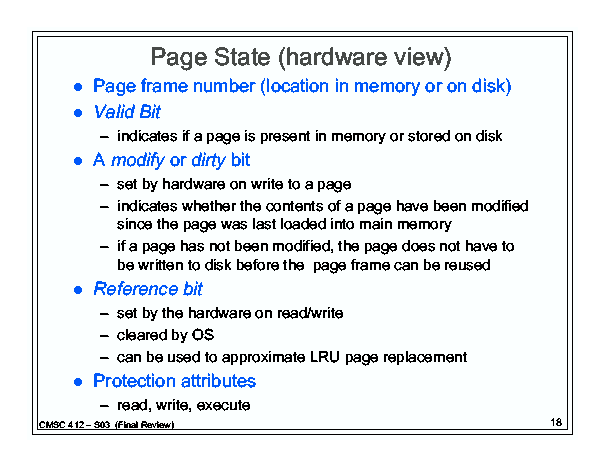 Page State (hardware view)
● Page frame number (location in memory or on disk)
● Valid Bit
– indicates if a page is present in memory or stored on disk
● A modify or dirty bit
– set by hardware on write to a page
– indicates whether the contents of a page have been modified
since the page was last loaded into main memory
– if a page has not been modified, the page does not have to
be written to disk before the page frame can be reused
● Reference bit
– set by the hardware on read/write
– cleared by OS
– can be used to approximate LRU page replacement
● Protection attributes
– read, write, execute
CMSC 412 – S03 (Final Review)
18